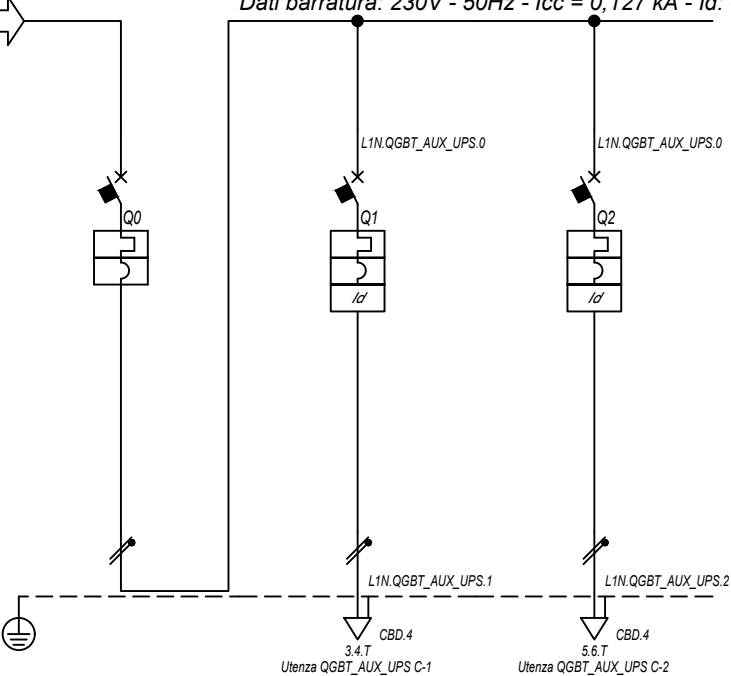 Dati barratura: 230V - 50Hz - Icc = 0,127 kA - Id:
L1N.QGBT_AUX_UPS.0
L1N.QGBT_AUX_UPS.0
Q0
Q1
Q2
Id
Id
L1N.QGBT_AUX_UPS.1
L1N.QGBT_AUX_UPS.2
CBD.4
CBD.4
3.4.T
5.6.T
Utenza QGBT_AUX_UPS C-1
Utenza QGBT_AUX_UPS C-2